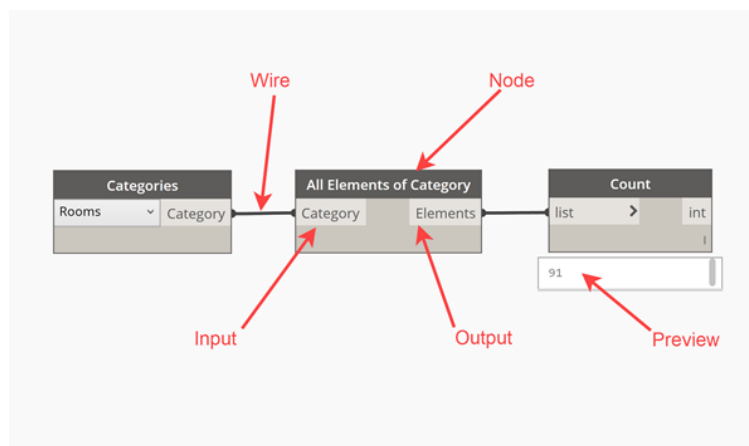 Wire
Node
Categories
All Elements of Category
Count
Rooms
Category
Category
Elements
list
int
91
Input
Output
Preview